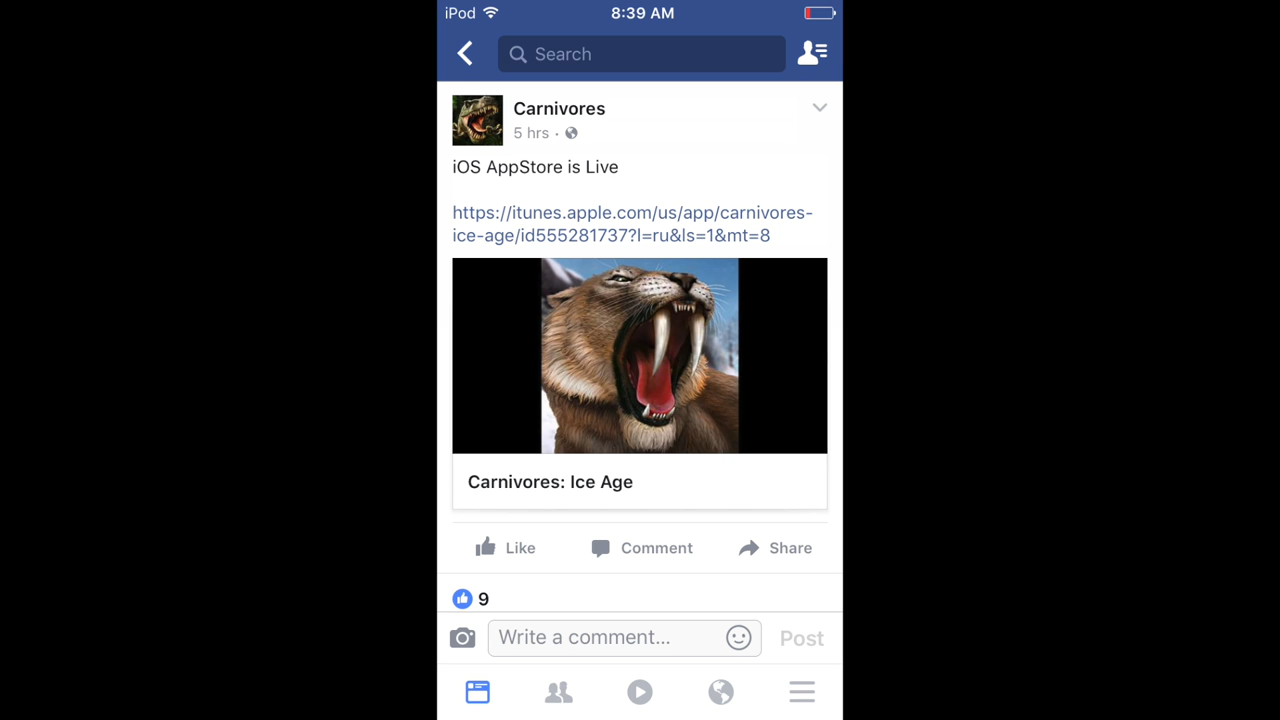 iPod 8:39 AM
Search
Carnivores
5 hrs ·
iOS AppStore is Live
https://itunes.apple.com/us/app/carnivores-
ice-age/id555281737?l=ru&ls=1&mt=8
Carnivores: Ice Age
Like Comment Share
9
Write a comment... Post